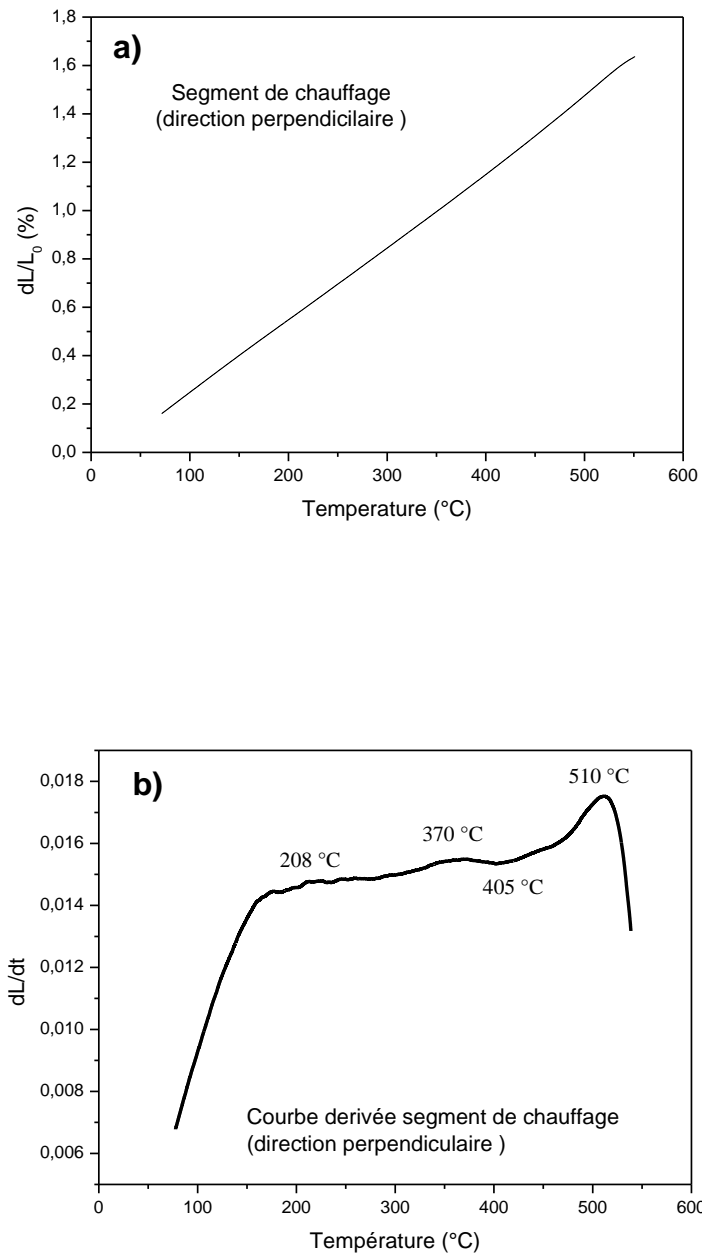 a)
Segment de chauffage
(direction perpendicilaire )
1,8
1,6
1,4
1,2
1,0
0,8
0,6
0,4
0,2
0,0
dL/L0 (%)
0 100 200 300 400 500 600
Temperature (°C)
b)
510 °C
370 °C
208 °C
405 °C
0,018
0,016
0,014
0,012
0,010
0,008
0,006
dL/dt
Courbe derivée segment de chauffage
(direction perpendiculaire )
0 100 200 300 400 500 600
Température (°C)